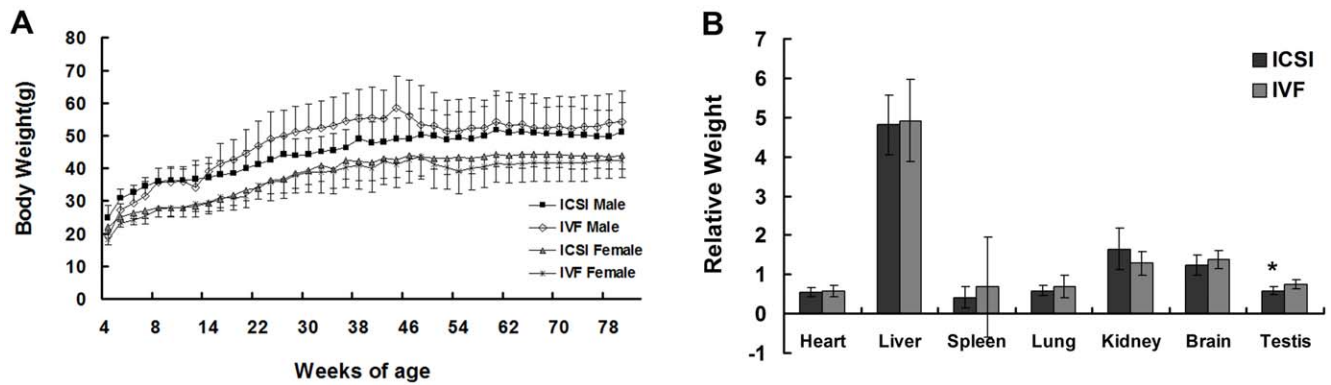 A
Body Weight(g)
80
70
60
50
40
30
20
10
0
4 8 14 22 30 38 46 54 62 70 78
Weeks of age
ICSI Male
IVF Male
ICSI Female
IVF Female
B
Relative Weight
7
6
5
4
3
2
1
0
-1
ICSI
IVF
*
Heart Liver Spleen Lung Kidney Brain Testis